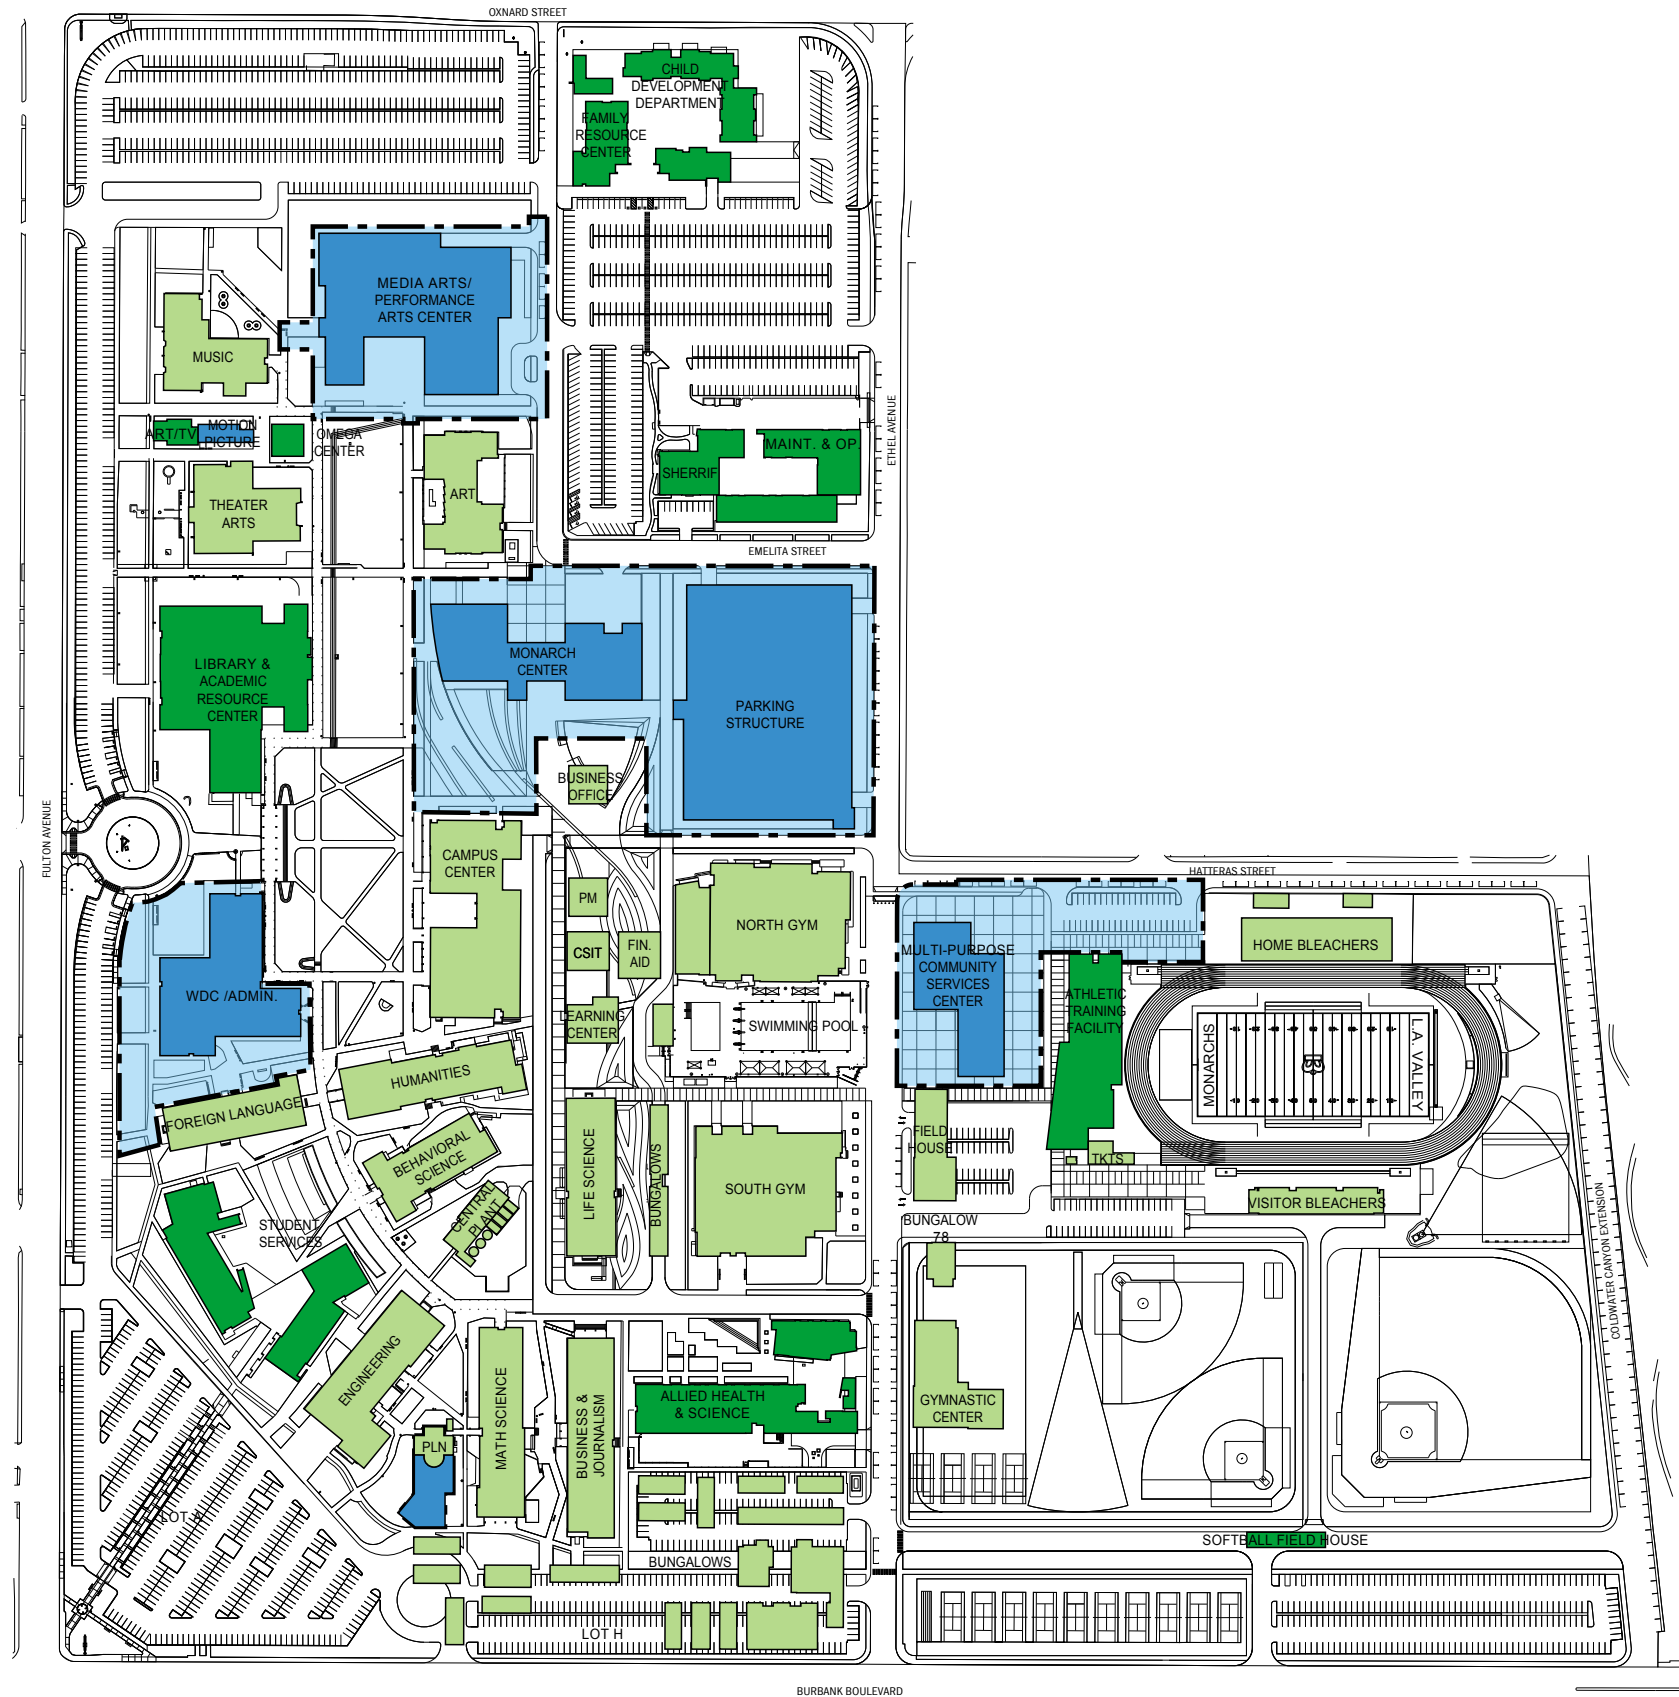 OXNARD STREET
CHILD
DEVELOPMENT
DEPARTMENT
FAMILY
RESOURCE
CENTER
MEDIA ARTS/
PERFORMANCE
ARTS CENTER
MUSIC
ART/TV
MOTION
PICTURE
OMEGA
CENTER
THEATER
ARTS
ART
SHERRIF
MAINT. & OP.
ETHEL AVENUE
EMELITA STREET
LIBRARY &
ACADEMIC
RESOURCE
CENTER
MONARCH
CENTER
PARKING
STRUCTURE
BUSINESS
OFFICE
FULTON AVENUE
CAMPUS
CENTER
PM
CSIT
FIN.
AID
NORTH GYM
HATTERAS STREET
HOME BLEACHERS
MULTI-PURPOSE
COMMUNITY
SERVICES
CENTER
ATHLETIC
TRAINING
FACILITY
WDC /ADMIN.
LEARNING
CENTER
SWIMMING POOL
MONARCHS
L.A. VALLEY
HUMANITIES
FOREIGN LANGUAGE
BEHAVIORAL
SCIENCE
LIFE SCIENCE
BUNGALOWS
SOUTH GYM
FIELD
HOUSE
TKTS
VISITOR BLEACHERS
CENTRAL
PLANT
STUDENT
SERVICES
BUNGALOW
78
COLDWATER CANYON EXTENSION
ENGINEERING
MATH SCIENCE
BUSINESS &
JOURNALISM
ALLIED HEALTH
& SCIENCE
GYMNASTIC
CENTER
PLN
LOT A
SOFTBALL FIELD HOUSE
BUNGALOWS
LOT H
BURBANK BOULEVARD